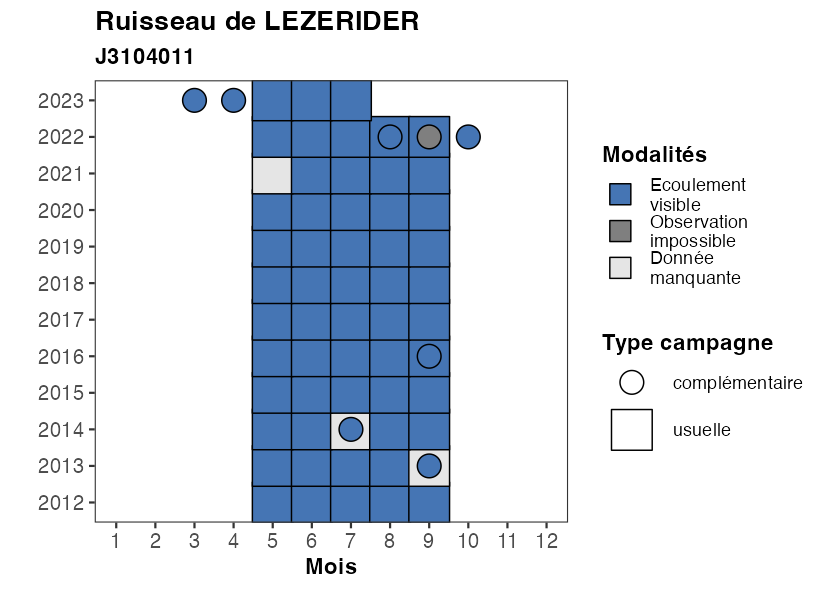 Ruisseau de LEZERIDER
J3104011
2023
2022
2021
2020
2019
2018
2017
2016
2015
2014
2013
2012
1 2 3 4 5 6 7 8 9 10 11 12
Mois
Modalités
Ecoulement
visible
Observation
impossible
Donnée
manquante
Type campagne
complémentaire
usuelle